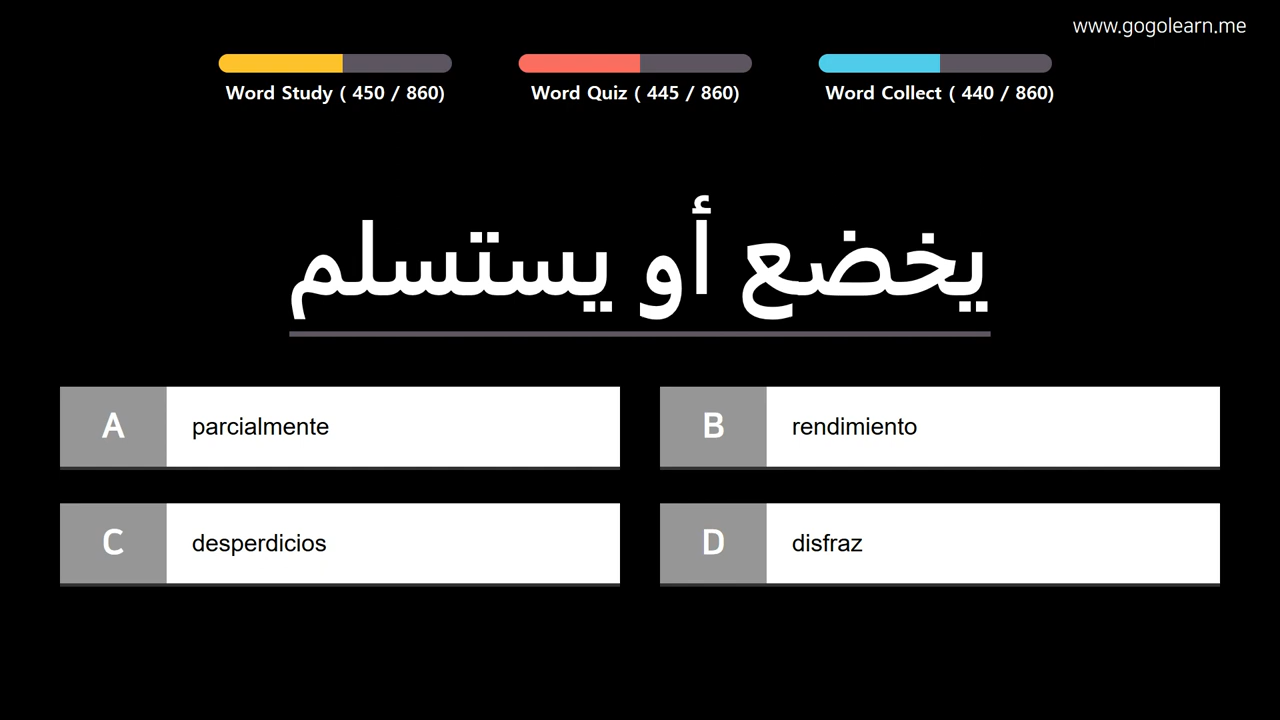 www.gogolearn.me
Word Study ( 450 / 860)
Word Quiz ( 445 / 860)
Word Collect ( 440 / 860)
يخضع أو يستسلم
A parcialmente
B rendimiento
C desperdicios
D disfraz